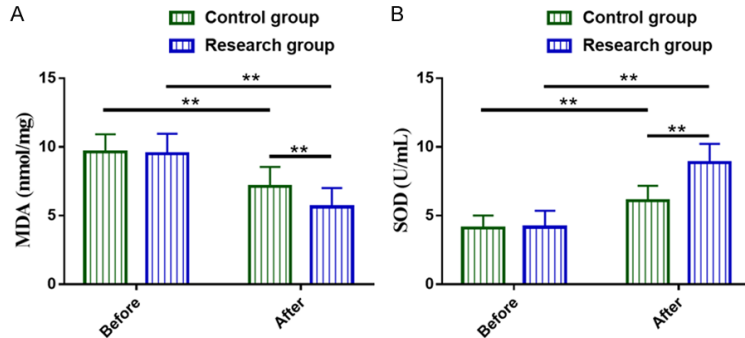 A
Control group
Research group
MDA (nmol/mg)
15
10
5
0
**
**
**
Before
After
B
Control group
Research group
SOD (U/mL)
15
10
5
0
**
**
**
Before
After